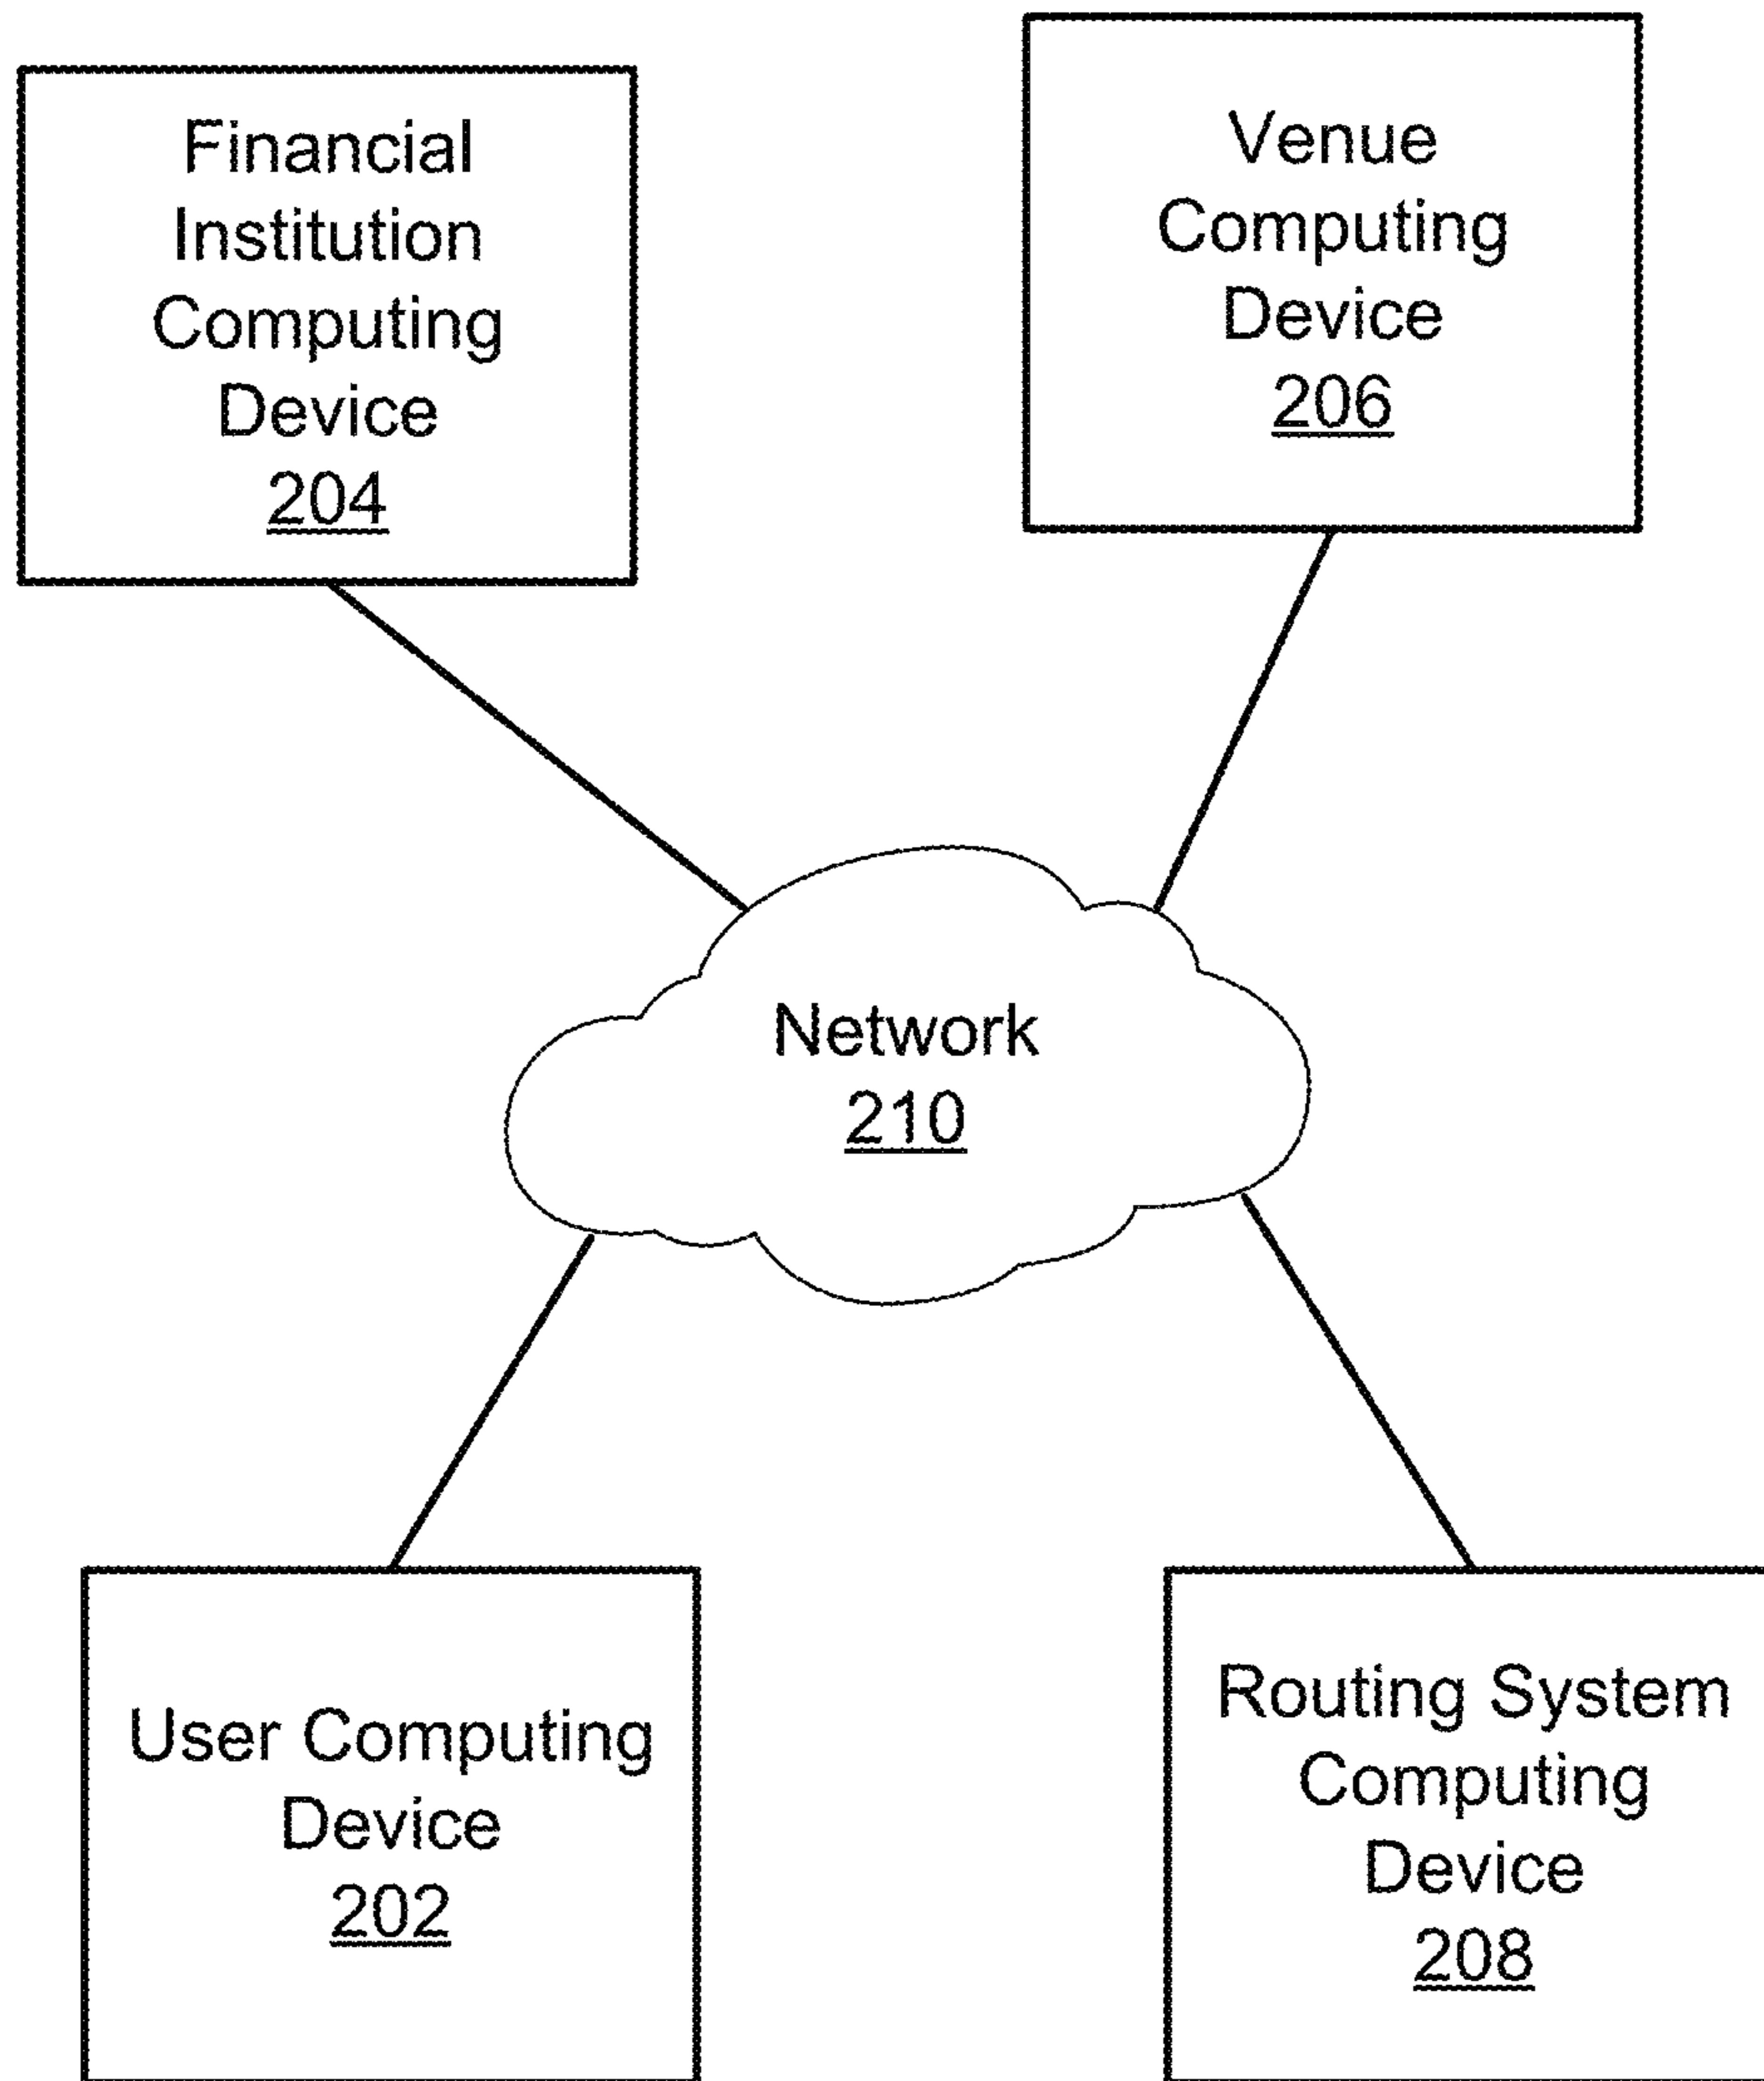 Financial
Institution
Computing
Device
204
Venue
Computing
Device
206
Network
210
User Computing
Device
202
Routing System
Computing
Device
208